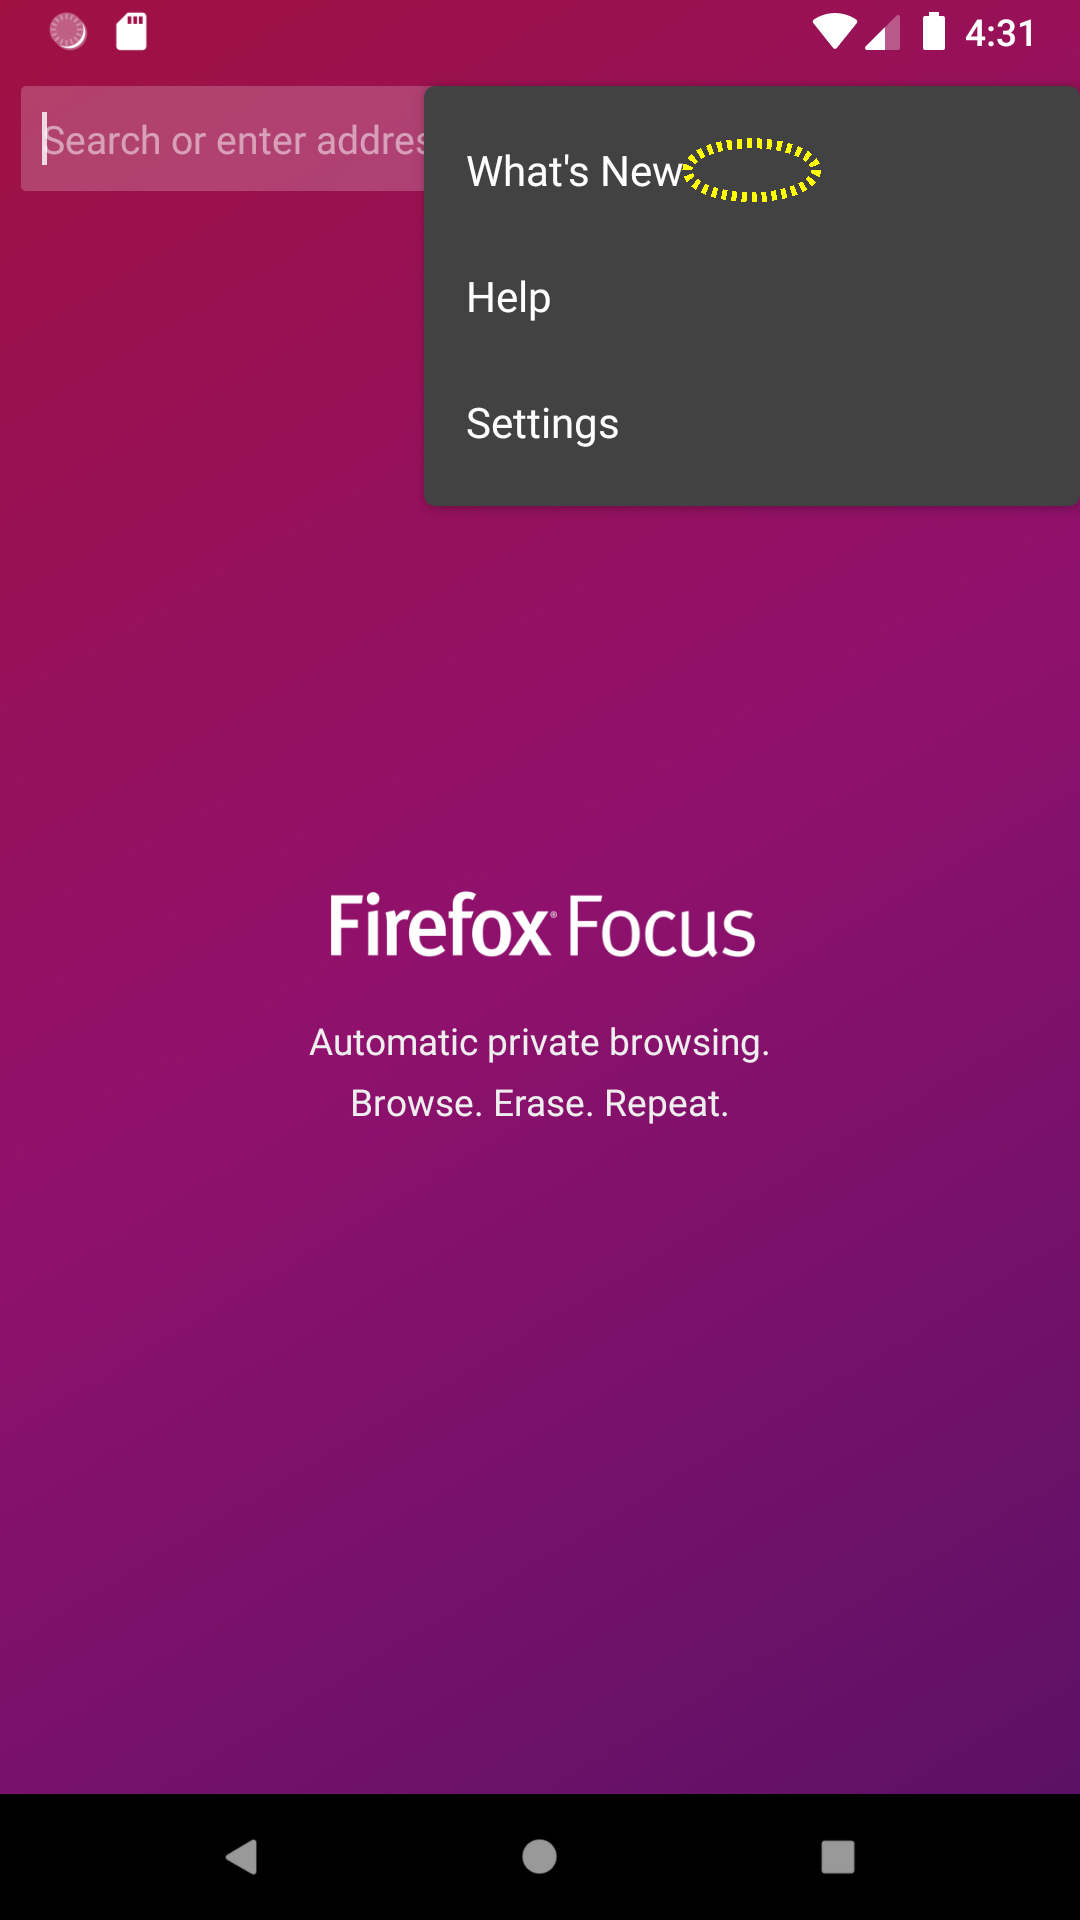 4:31
Search or enter addres
What's New
Help
Settings
Firefox® Focus
Automatic private browsing.
Browse. Erase. Repeat.